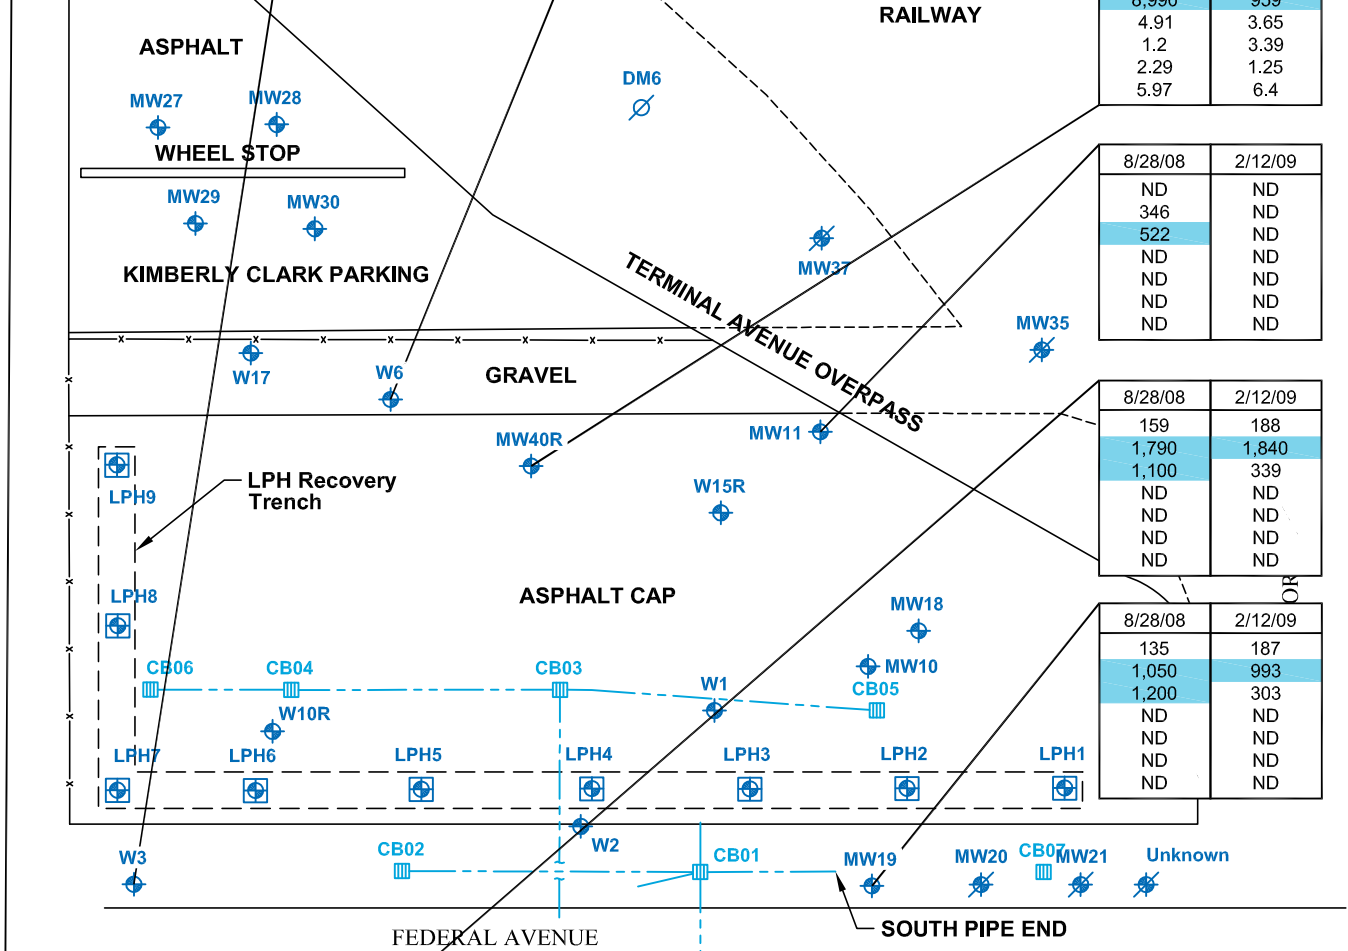 8,990 959
RAILWAY
4.91 3.65
ASPHALT
1.2 3.39
2.29 1.25
DM6
5.97 6.4
MW27
MW28
WHEEL STOP
8/28/08 2/12/09
ND ND
346 ND
522 ND
ND ND
ND ND
ND ND
ND ND
MW29
MW30
KIMBERLY CLARK PARKING
MW37
TERMINAL AVENUE OVERPASS
MW35
W17
W6
GRAVEL
8/28/08 2/12/09
159 188
1,790 1,840
1,100 339
ND ND
ND ND
ND ND
ND ND
MW40R
MW11
LPH Recovery
Trench
LPH9
W15R
LPH8
ASPHALT CAP
MW18
OR
8/28/08 2/12/09
135 187
1,050 993
1,200 303
ND ND
ND ND
ND ND
ND ND
CB06
CB04
CB03
MW10
W1
CB05
W10R
LPH7
LPH6
LPH5
LPH4
LPH3
LPH2
LPH1
W2
W3
CB02
CB01
MW19
MW20
CB07
MW21
Unknown
SOUTH PIPE END
FEDERAL AVENUE
x x x x x x x x x
x
x
x
x
x
x
x